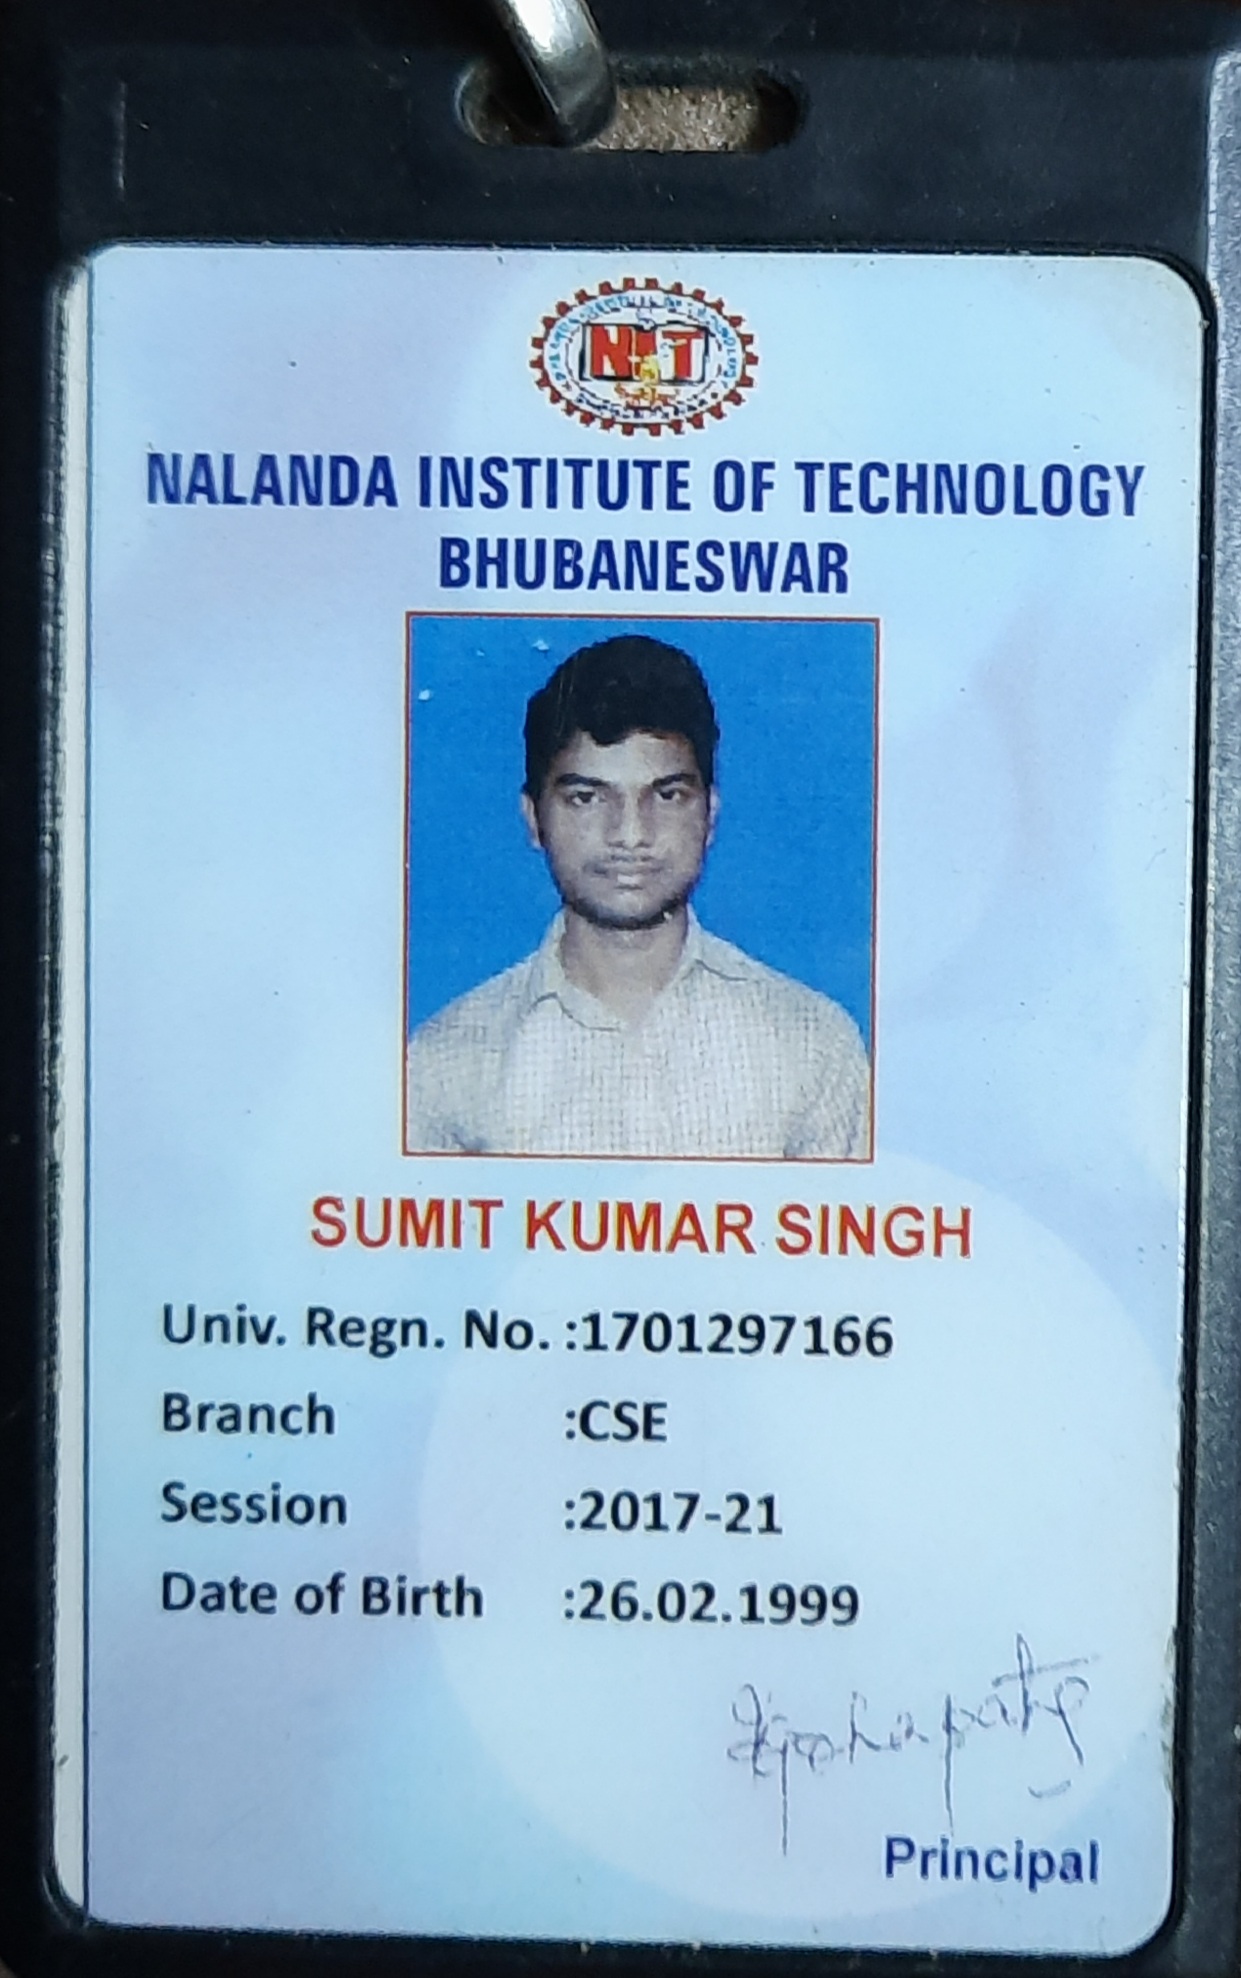 NIT
NALANDA INSTITUTE OF TECHNOLOGY
BHUBANESWAR
SUMIT KUMAR SINGH
Univ. Regn. No. :1701297166
Branch :CSE
Session :2017-21
Date of Birth :26.02.1999
Principal